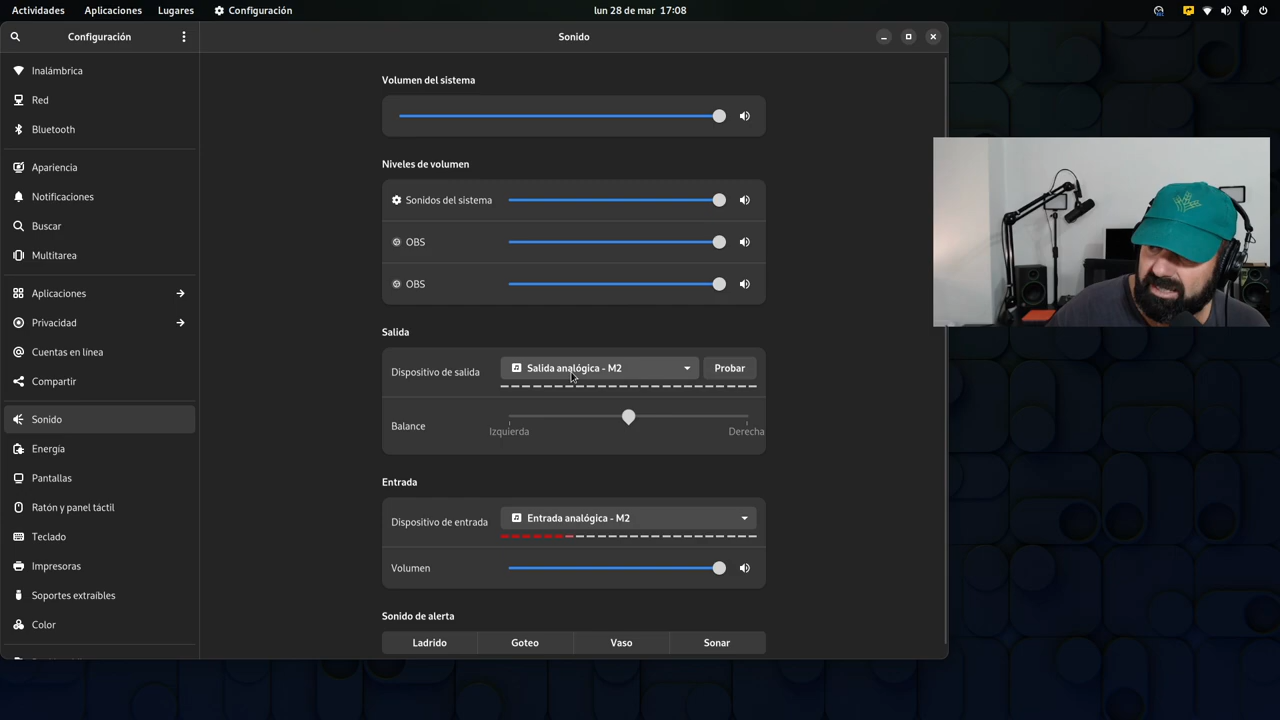 Actividades Aplicaciones Lugares Configuración lun 28 de mar 17:08
Configuración
Sonido
Inalámbrica
Red
Bluetooth
Apariencia
Notificaciones
Buscar
Multitarea
Aplicaciones
Privacidad
Cuentas en línea
Compartir
Sonido
Energía
Pantallas
Ratón y panel táctil
Teclado
Impresoras
Soportes extraíbles
Color
Volumen del sistema
Niveles de volumen
Sonidos del sistema
OBS
OBS
Salida
Dispositivo de salida Salida analógica - M2 Probar
Balance
Izquierda Derecha
Entrada
Dispositivo de entrada Entrada analógica - M2
Volumen
Sonido de alerta
Ladrido Goteo Vaso Sonar